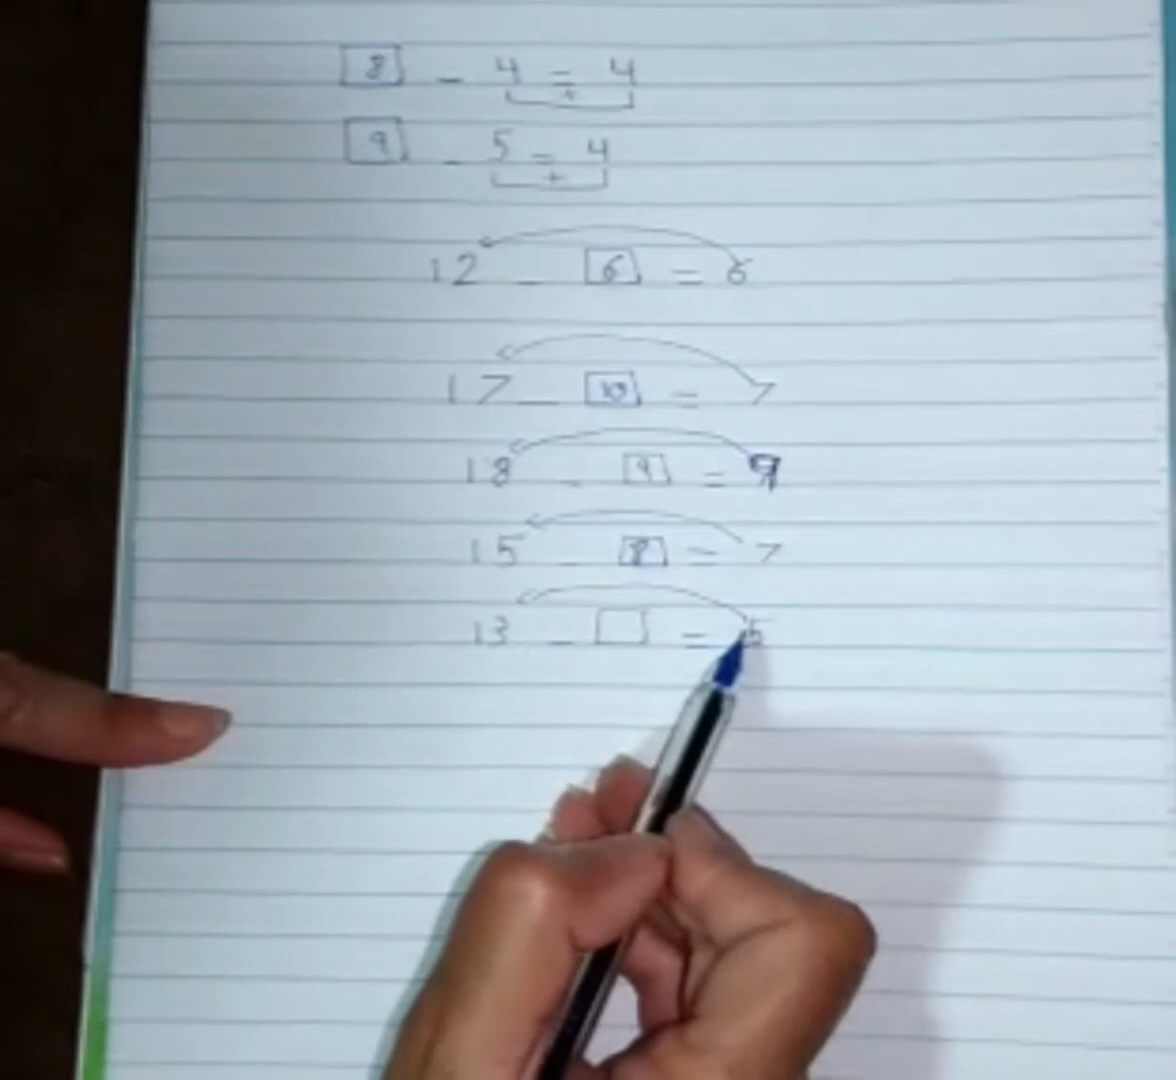 8 - 4 = 4
+
9 - 5 = 4
+
12 - 6 = 6
17 - 10 = 7
18 - 9 = 9
15 - 8 = 7
13 - = 5